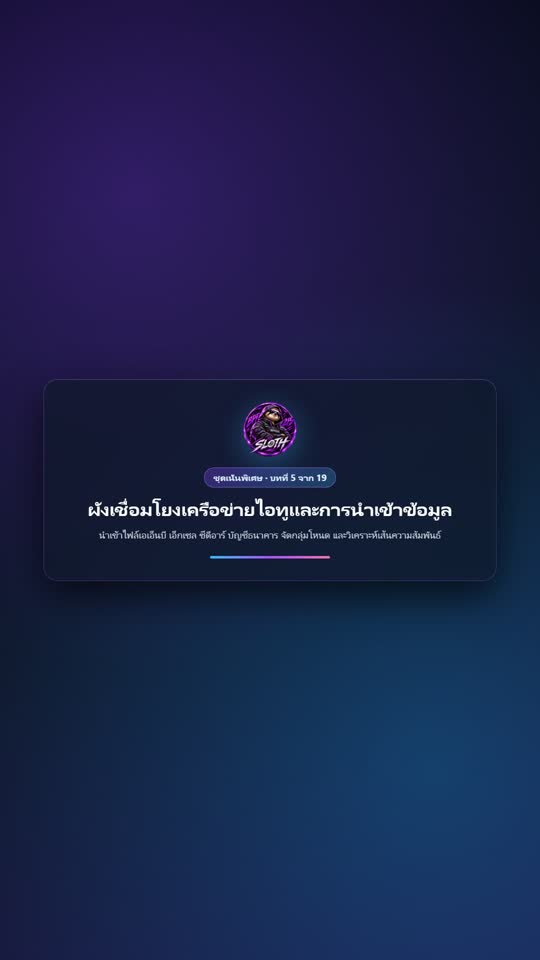 SLOTH
ชุดเน้นพิเศษ • บทที่ 5 จาก 19
ผังเชื่อมโยงเครือข่ายไอทูและการนำเข้าข้อมูล
นำเข้าไฟล์เอเอ็นบี เอ็กเซล ซีดีอาร์ บัญชีธนาคาร จัดกลุ่มโหนด และวิเคราะห์เส้นความสัมพันธ์